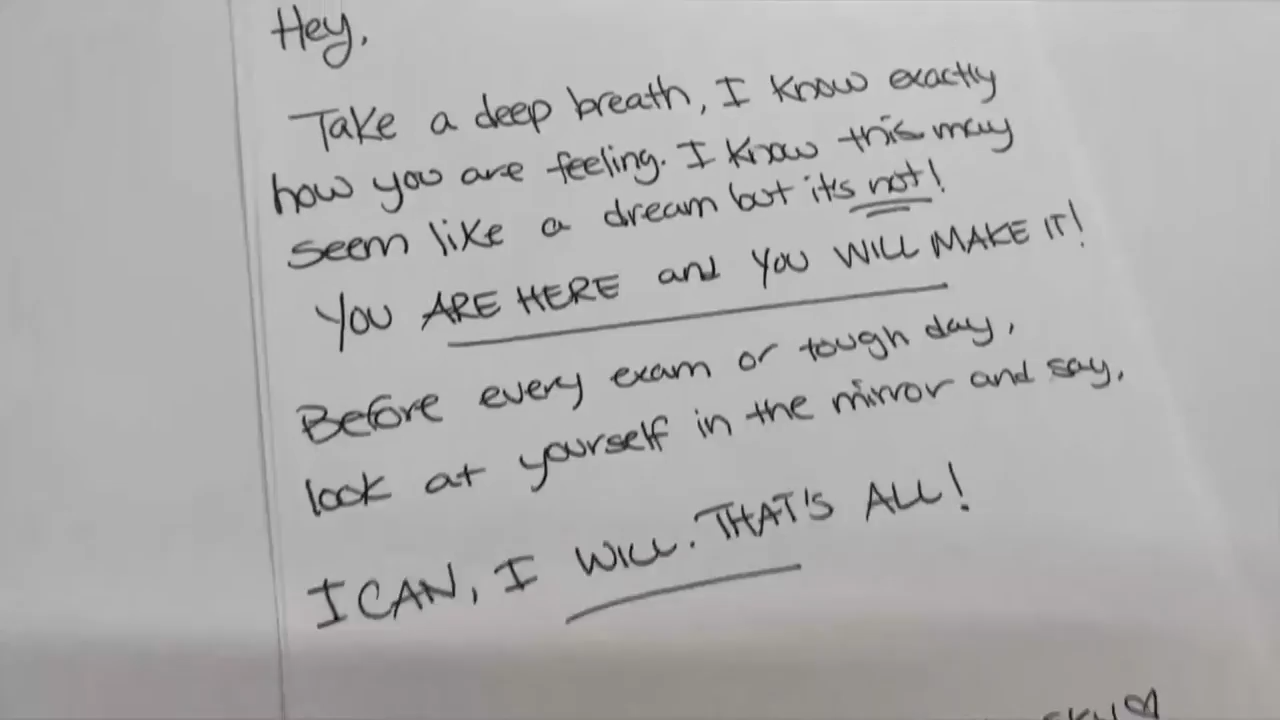 Hey,
Take a deep breath, I know exactly
how you are feeling. I know this may
seem like a dream but it's not!
YOU ARE HERE and YOU WILL MAKE IT!
Before every exam or tough day,
look at yourself in the mirror and say,
I CAN, I WILL. THAT'S ALL!